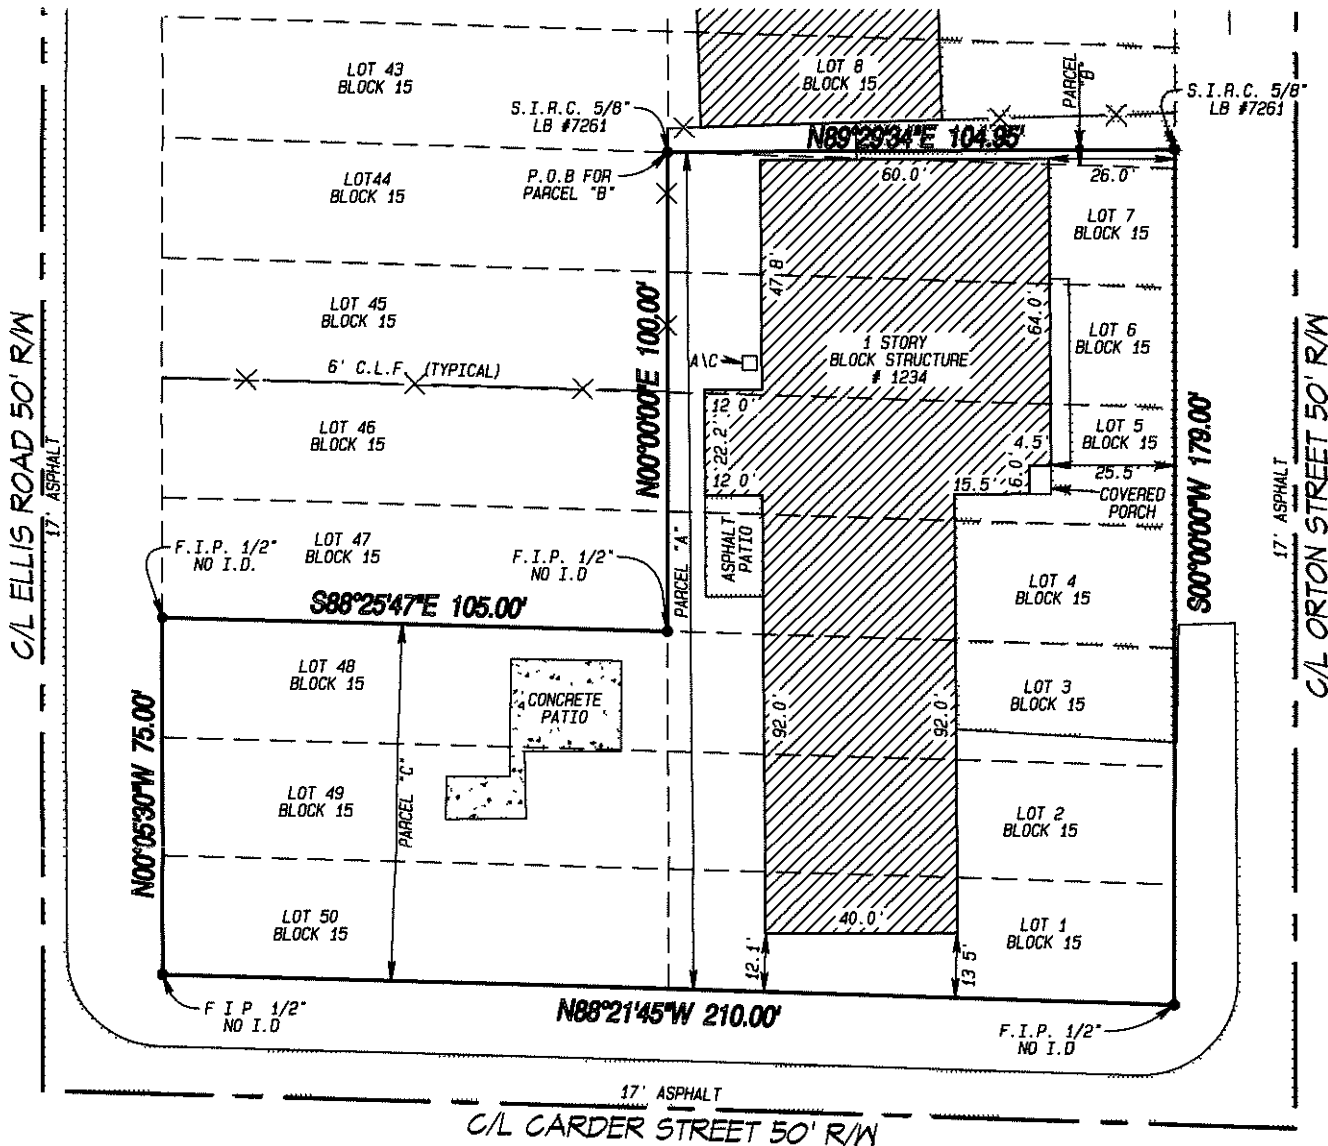 LOT 43
BLOCK 15
LOT 8
BLOCK 15
PARCEL
"B"
S.I.R.C. 5/8"
LB #7261
S.I.R.C. 5/8"
LB #7261
N89°29'34"E 104.95'
P.O.B FOR
PARCEL "B"
60.0'
26.0'
LOT44
BLOCK 15
LOT 7
BLOCK 15
47.8'
LOT 45
BLOCK 15
N00°00'00"E 100.00'
64.0'
LOT 6
BLOCK 15
1 STORY
BLOCK STRUCTURE
# 1234
A\C
6' C.L.F. (TYPICAL)
C/L ELLIS ROAD 50' R/W
17' ASPHALT
LOT 46
BLOCK 15
12 0'
22.2'
12 0'
4.5'
6.0'
15.5'
LOT 5
BLOCK 15
25.5'
COVERED
PORCH
S00°00'00"W 179.00'
17' ASPHALT
C/L ORTON STREET 50' R/W
LOT 47
BLOCK 15
F.I.P. 1/2"
NO I.D.
F.I.P. 1/2"
NO I.D
ASPHALT
PATIO
PARCEL "A"
LOT 4
BLOCK 15
S88°25'47"E 105.00'
LOT 48
BLOCK 15
CONCRETE
PATIO
LOT 3
BLOCK 15
N00°05'30"W 75.00'
92.0'
92.0'
PARCEL "C"
LOT 49
BLOCK 15
LOT 2
BLOCK 15
LOT 50
BLOCK 15
40.0'
LOT 1
BLOCK 15
12.1'
13 5'
F I P 1/2"
NO I.D
N88°21'45"W 210.00'
F.I.P. 1/2"
NO I.D
17' ASPHALT
C/L CARDER STREET 50' R/W